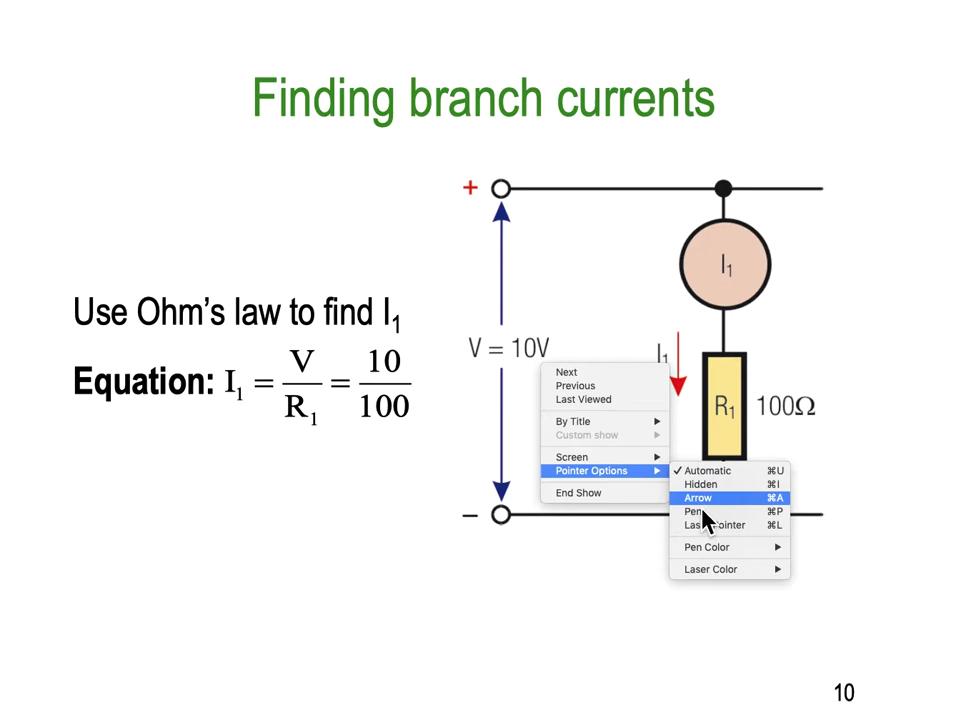 Finding branch currents
Use Ohm's law to find I₁
Equation: I₁ = V / R₁ = 10 / 100
+
I₁
V = 10V
I₁
R₁ 100Ω
–
Next
Previous
Last Viewed
By Title
Custom show
Screen
Pointer Options
End Show
✓ Automatic ⌘U
Hidden ⌘I
Arrow ⌘A
Pen ⌘P
⌘L
Pen Color
Laser Color
10